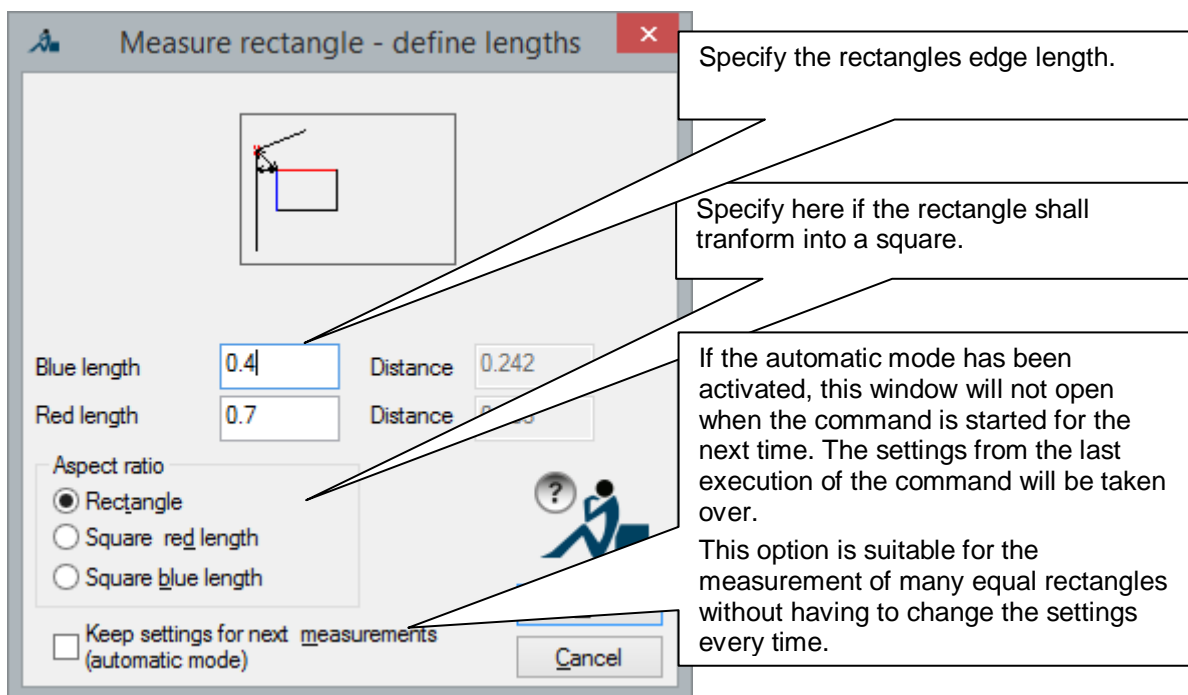 Measure rectangle - define lengths
Specify the rectangles edge length.
Specify here if the rectangle shall
tranform into a square.
Blue length
0.4
Distance
0.242
Red length
0.7
Distance
Aspect ratio
Rectangle
Square red length
Square blue length
?
If the automatic mode has been
activated, this window will not open
when the command is started for the
next time. The settings from the last
execution of the command will be taken
over.
This option is suitable for the
measurement of many equal rectangles
without having to change the settings
every time.
Keep settings for next measurements
(automatic mode)
Cancel